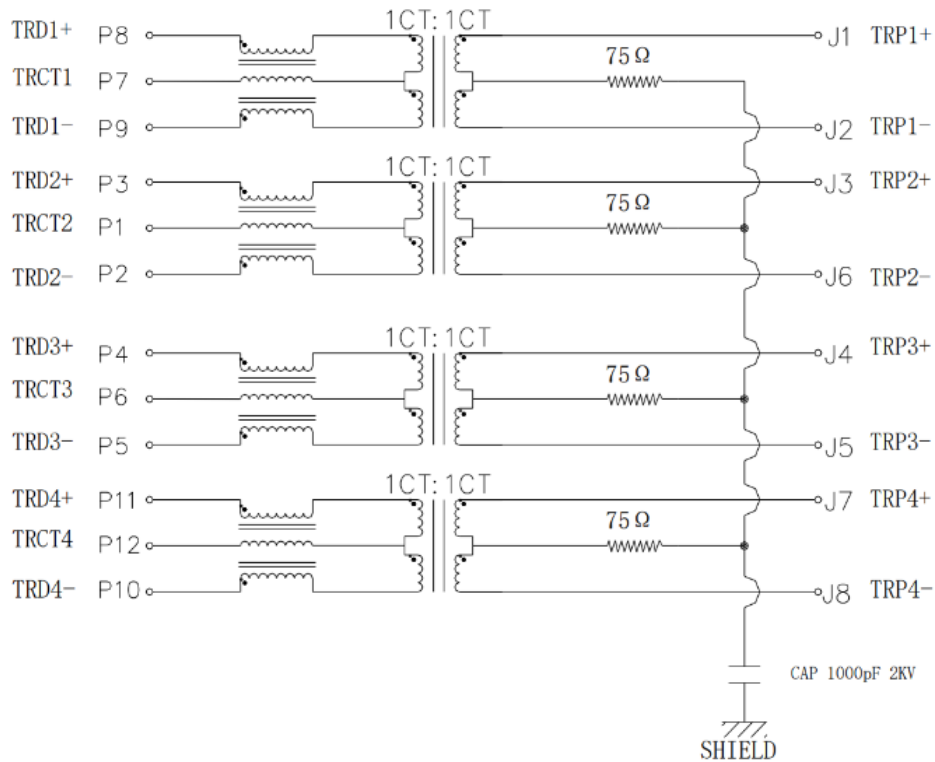 1CT: 1CT
TRD1+ P8 J1 TRP1+
75Ω
TRCT1 P7
TRD1- P9 J2 TRP1-
1CT: 1CT
TRD2+ P3 J3 TRP2+
75Ω
TRCT2 P1
TRD2- P2 J6 TRP2-
1CT: 1CT
TRD3+ P4 J4 TRP3+
75Ω
TRCT3 P6
TRD3- P5 J5 TRP3-
1CT: 1CT
TRD4+ P11 J7 TRP4+
75Ω
TRCT4 P12
TRD4- P10 J8 TRP4-
CAP 1000pF 2KV
SHIELD